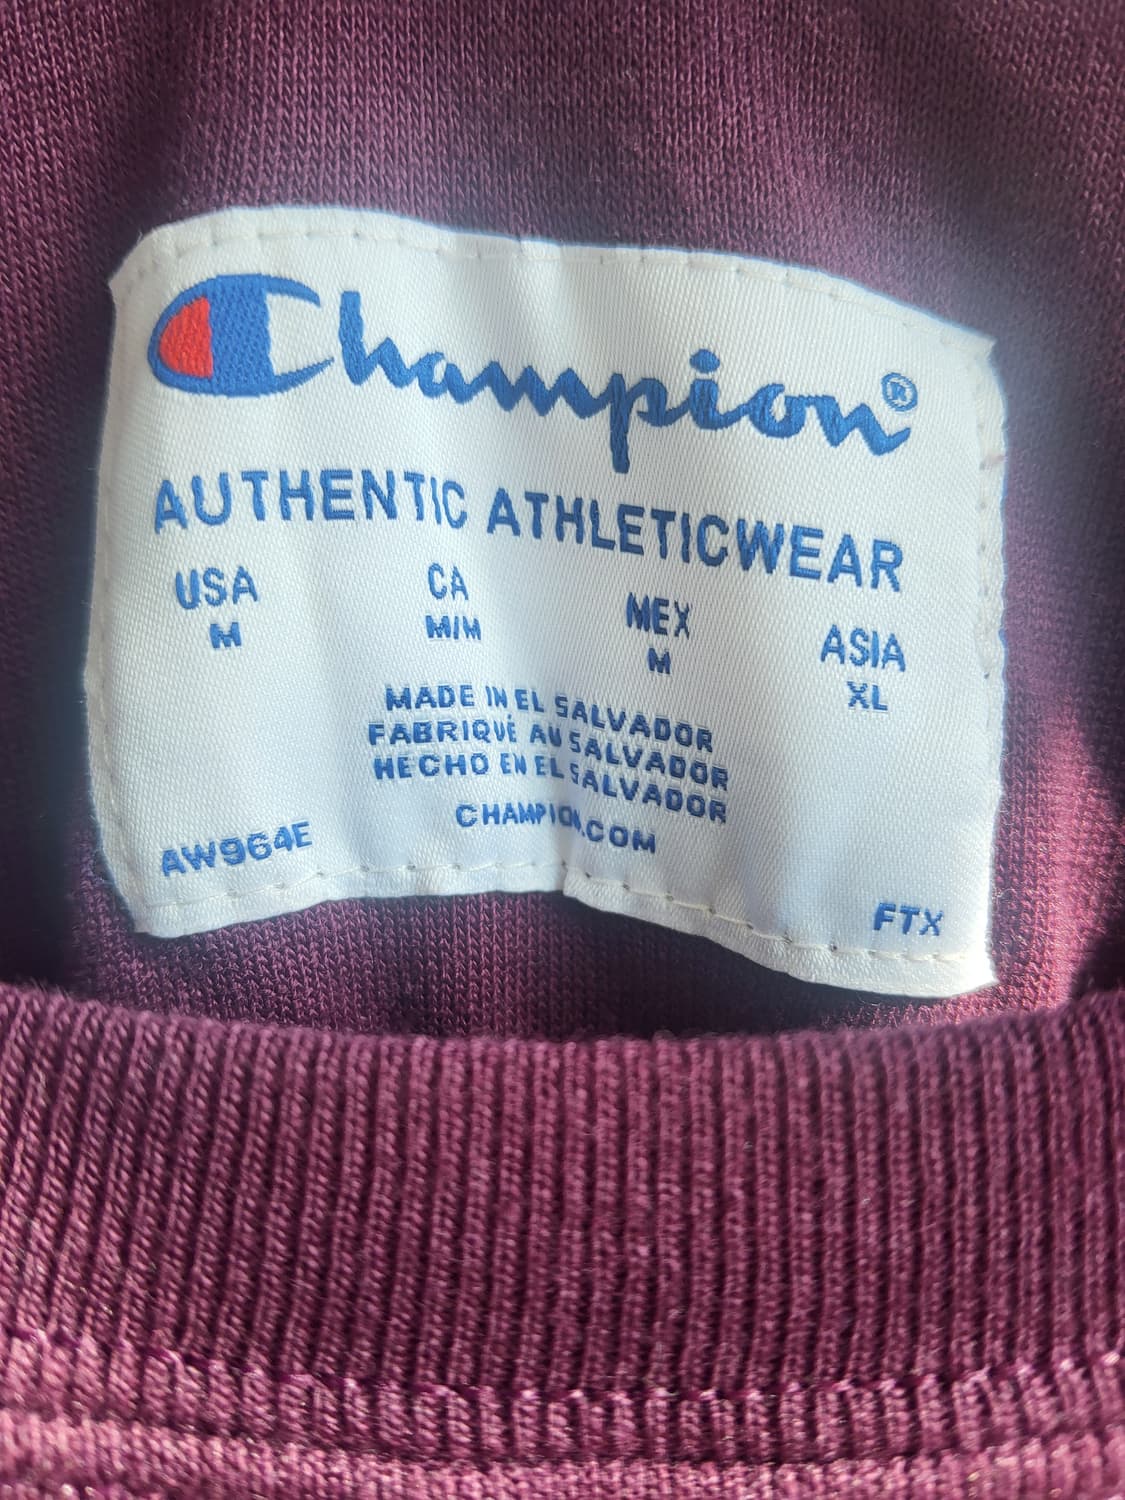 Champion®
AUTHENTIC ATHLETICWEAR
USA CA MEX ASIA
M M/M M XL
MADE IN EL SALVADOR
FABRIQUÉ AU SALVADOR
HECHO EN EL SALVADOR
CHAMPION.COM
AW964E
FTX